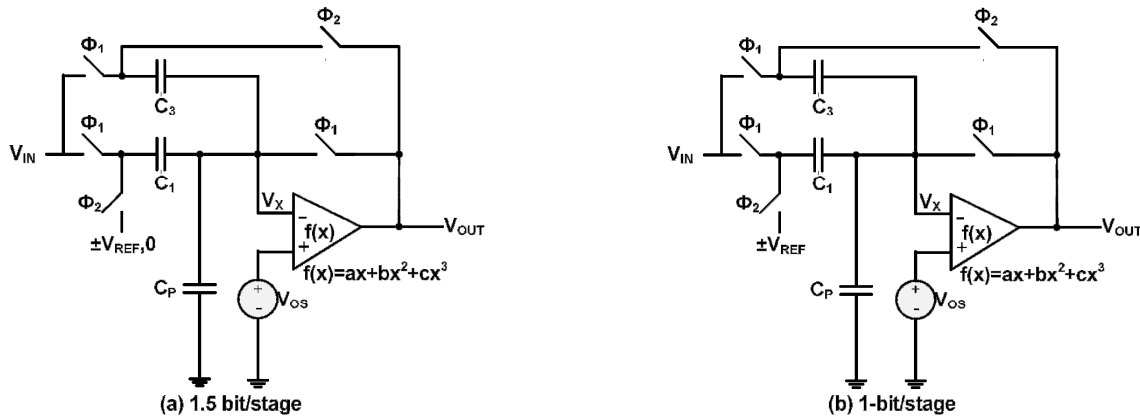 Φ2
Φ1
C3
Φ1
Φ1
VIN
C1
Φ2
VX
±VREF,0
−
f(x)
+
VOUT
f(x)=ax+bx²+cx³
CP
+
-
VOS
(a) 1.5 bit/stage
Φ2
Φ1
C3
Φ1
Φ1
VIN
C1
Φ2
VX
±VREF
−
f(x)
+
VOUT
f(x)=ax+bx²+cx³
CP
+
-
VOS
(b) 1-bit/stage